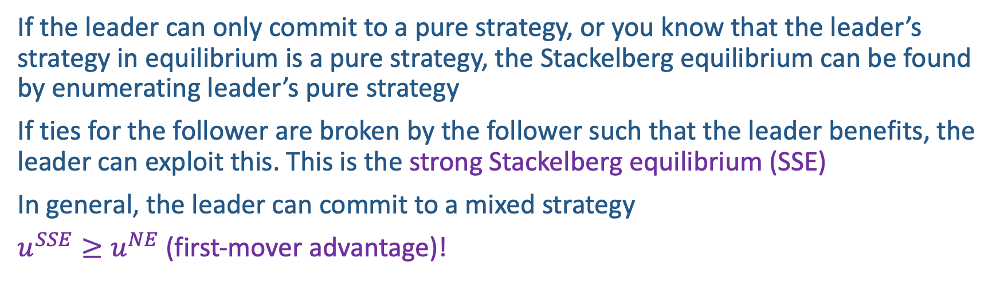 If the leader can only commit to a pure strategy, or you know that the leader’s
strategy in equilibrium is a pure strategy, the Stackelberg equilibrium can be found
by enumerating leader’s pure strategy
If ties for the follower are broken by the follower such that the leader benefits, the
leader can exploit this. This is the strong Stackelberg equilibrium (SSE)
In general, the leader can commit to a mixed strategy
𝑢^𝑆𝑆𝐸 ≥ 𝑢^𝑁𝐸 (first-mover advantage)!